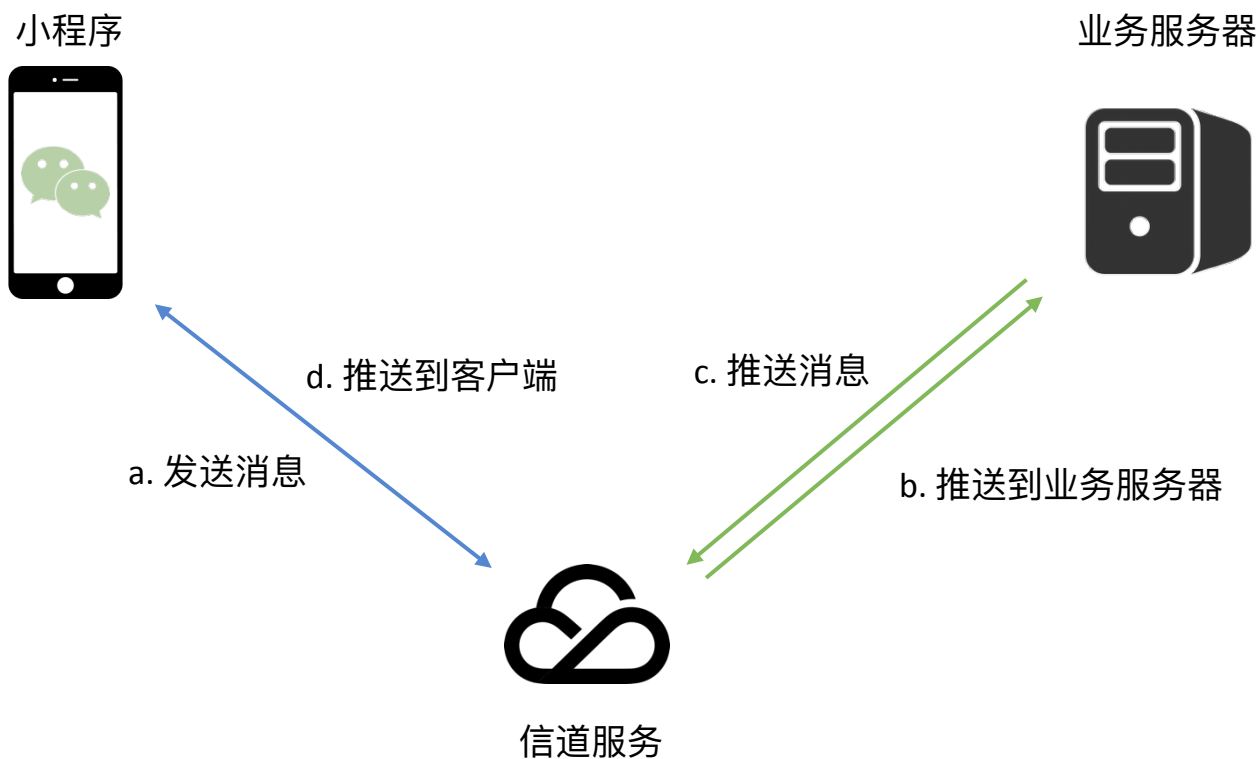 小程序
业务服务器
d. 推送到客户端
c. 推送消息
a. 发送消息
b. 推送到业务服务器
信道服务